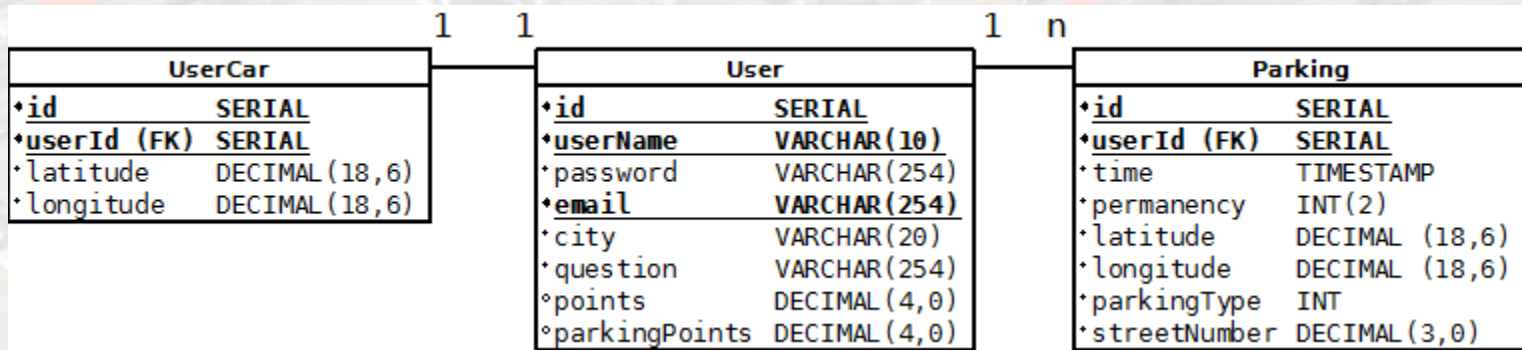 1 1 1 n
UserCar
id SERIAL
userId (FK) SERIAL
latitude DECIMAL(18,6)
longitude DECIMAL(18,6)
User
id SERIAL
userName VARCHAR(10)
password VARCHAR(254)
email VARCHAR(254)
city VARCHAR(20)
question VARCHAR(254)
points DECIMAL(4,0)
parkingPoints DECIMAL(4,0)
Parking
id SERIAL
userId (FK) SERIAL
time TIMESTAMP
permanency INT(2)
latitude DECIMAL (18,6)
longitude DECIMAL (18,6)
parkingType INT
streetNumber DECIMAL(3,0)